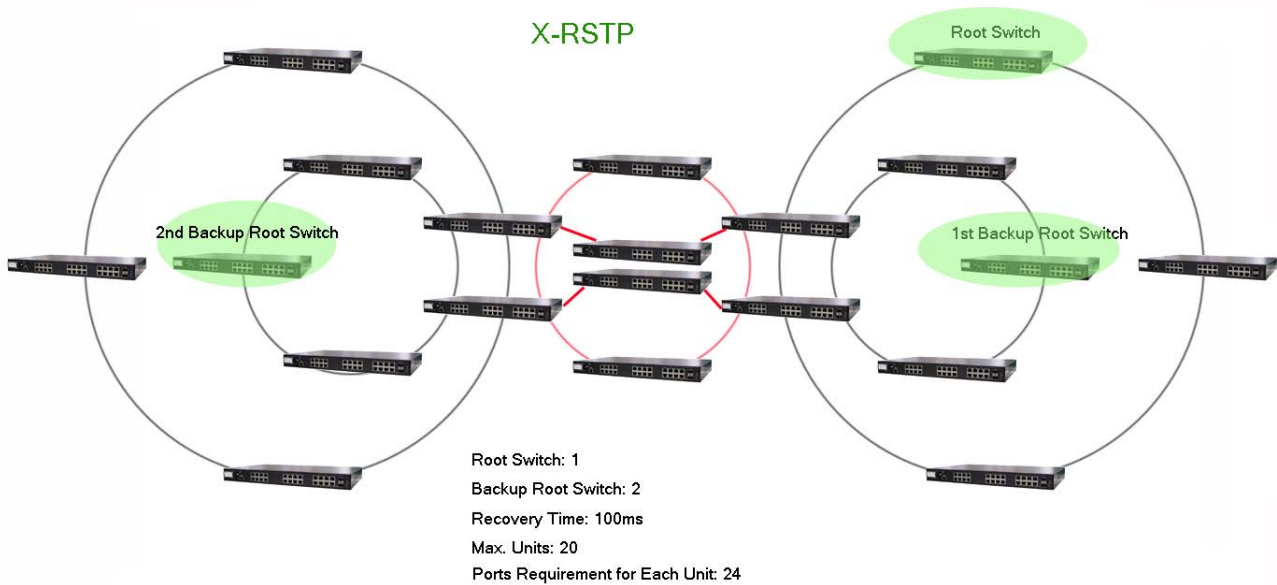 X-RSTP
Root Switch
2nd Backup Root Switch
1st Backup Root Switch
Root Switch: 1
Backup Root Switch: 2
Recovery Time: 100ms
Max. Units: 20
Ports Requirement for Each Unit: 24